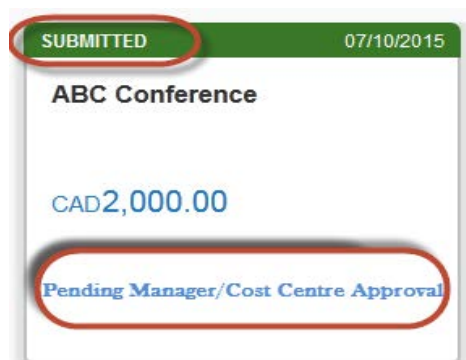 SUBMITTED 07/10/2015
ABC Conference
CAD2,000.00
Pending Manager/Cost Centre Approval